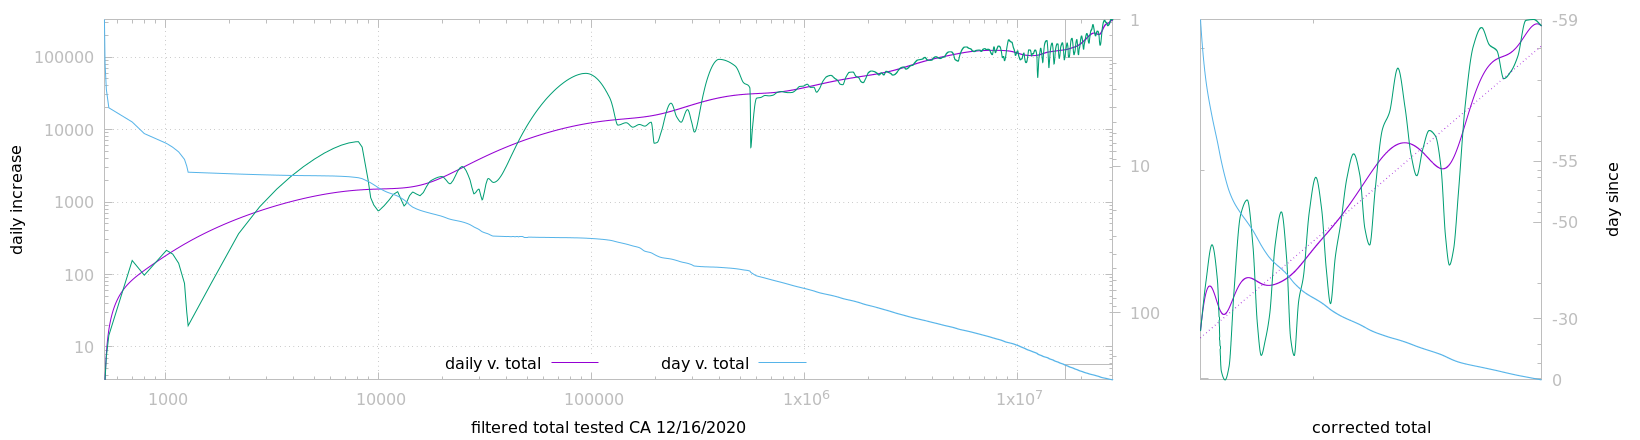 daily increase
100000
10000
1000
100
10
1000
10000
100000
1x10^6
1x10^7
filtered total tested CA 12/16/2020
daily v. total
day v. total
1
10
100
-59
-55
-50
-30
0
day since
corrected total